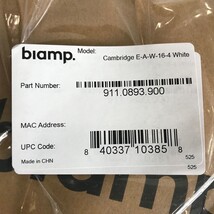 biamp.
Model: Cambridge E-A-W-16-4 White
Part Number:
911.0893.900
MAC Address:
UPC Code:
8 40337 10385 8
Made in CHN
525
525